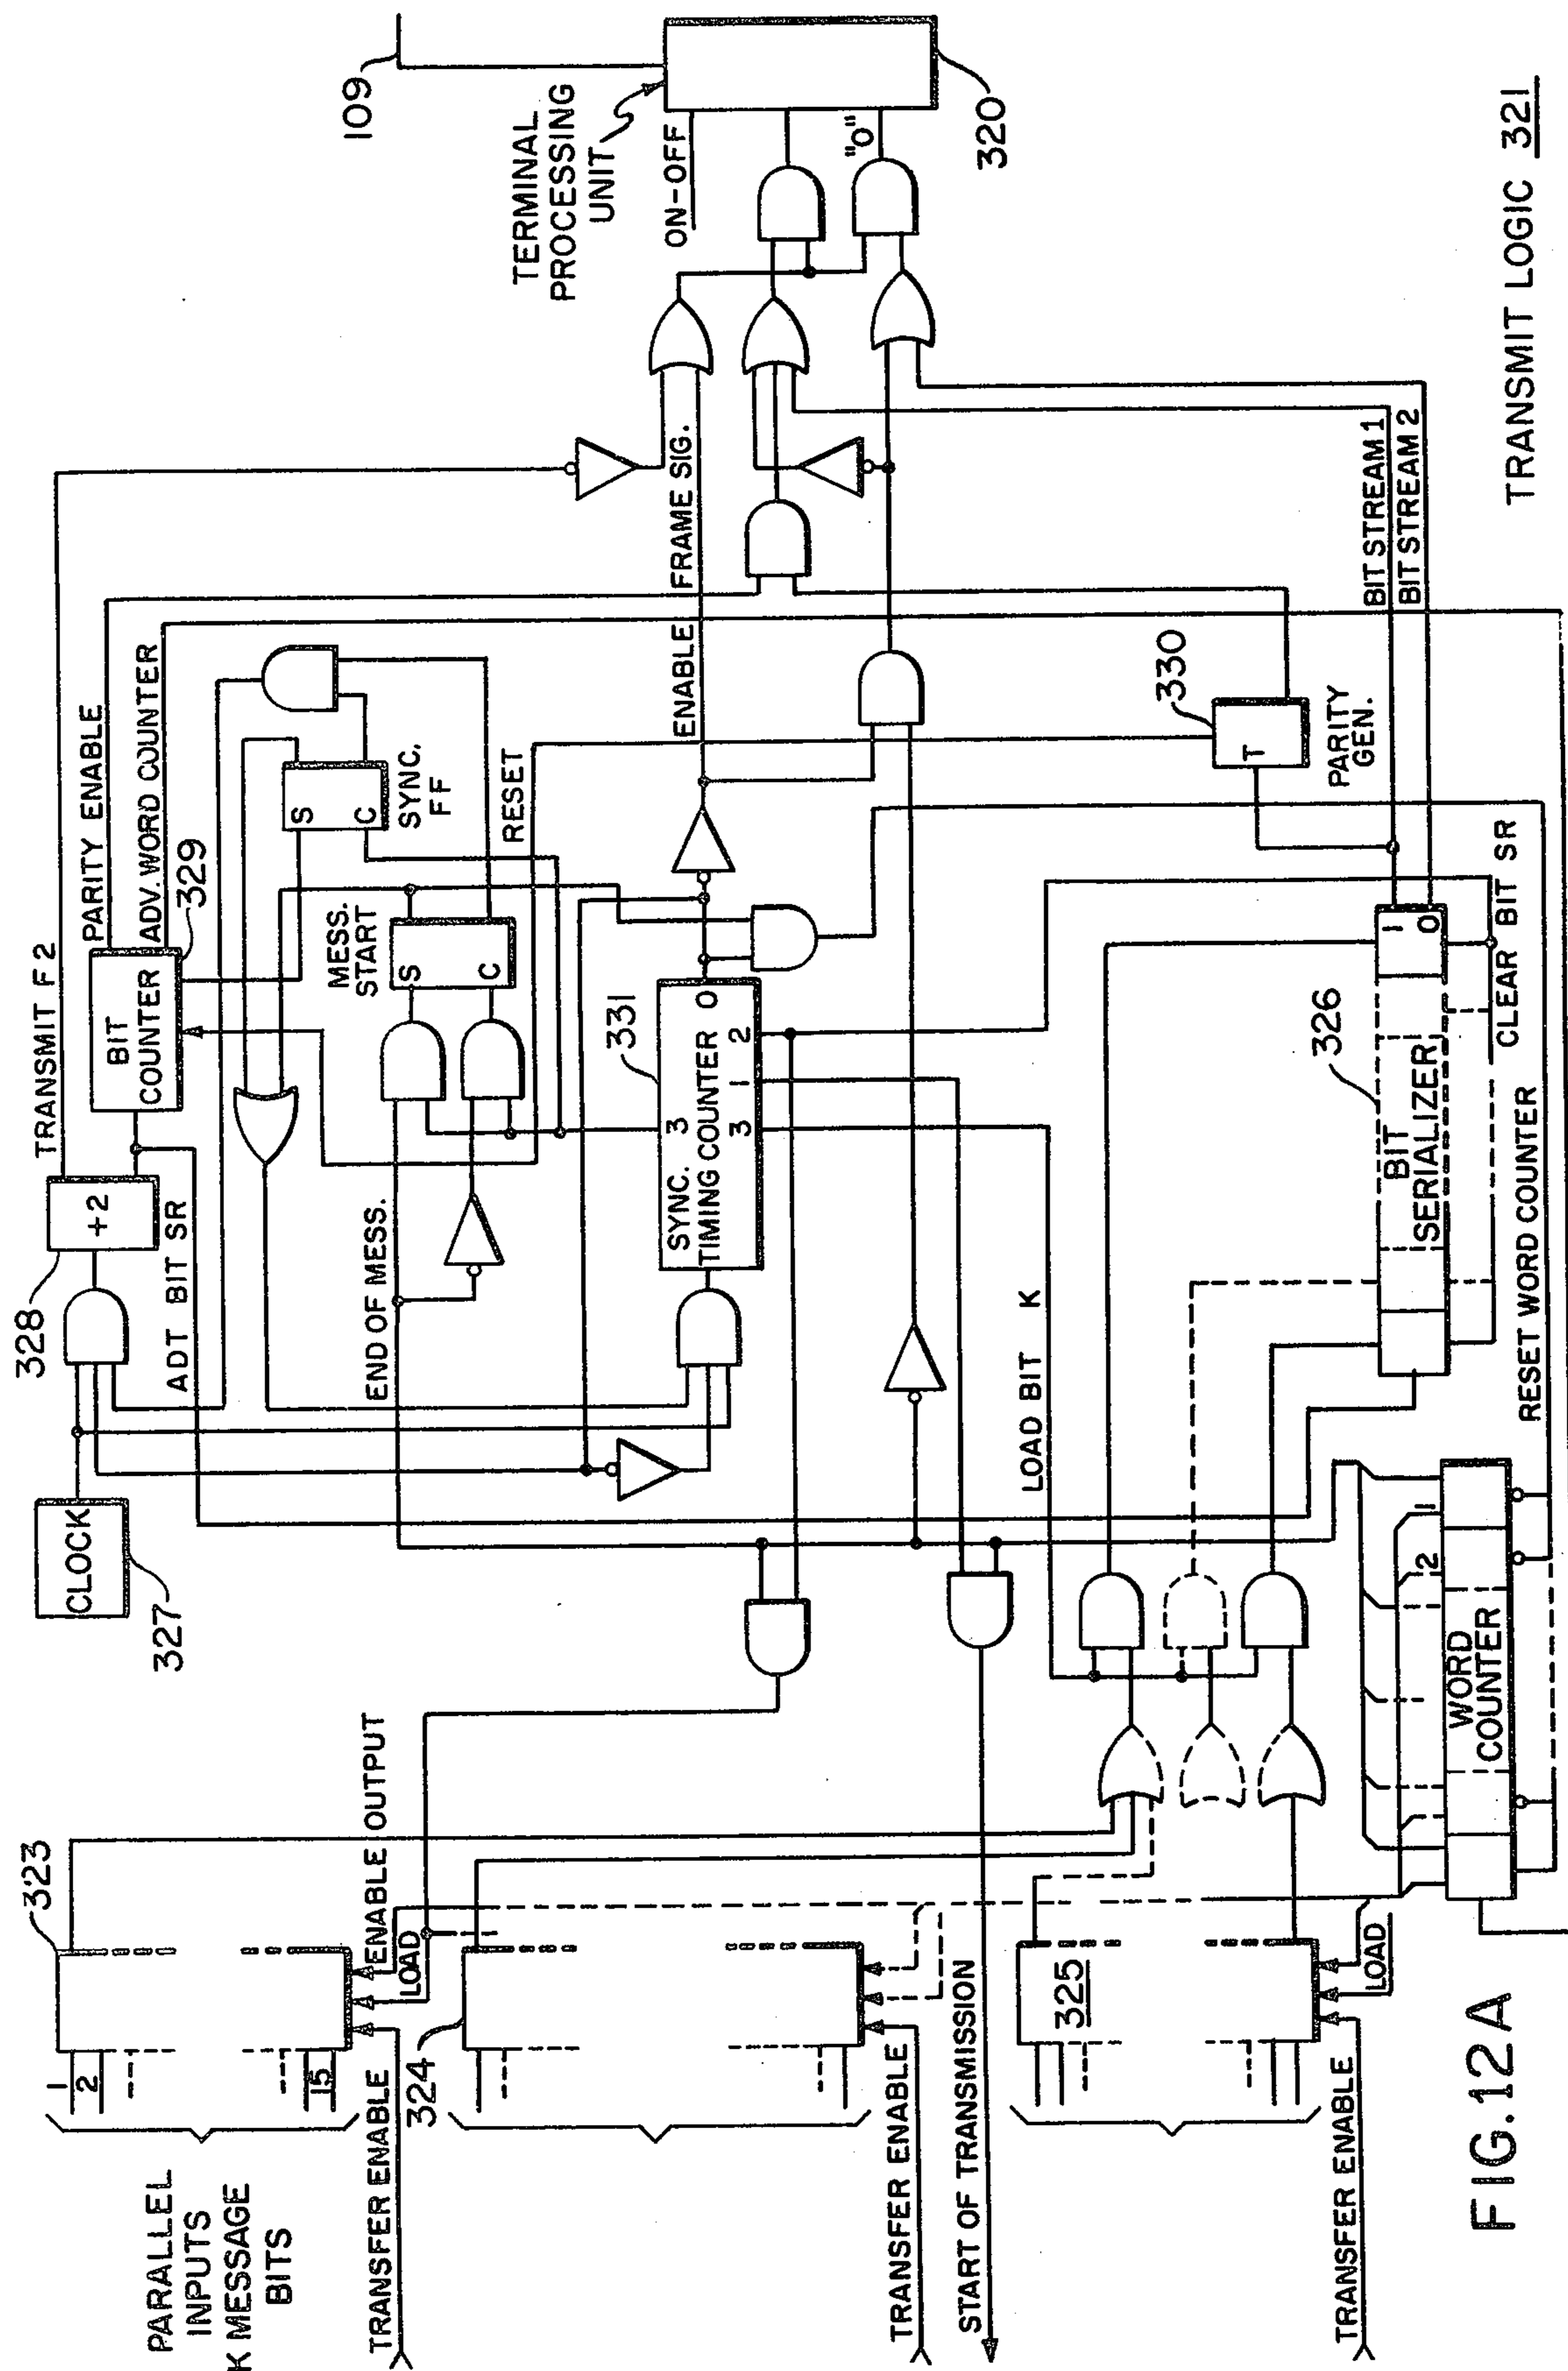 109
TERMINAL
PROCESSING
UNIT
ON-OFF
"O"
320
TRANSMIT LOGIC 321
TRANSMIT F 2
PARITY ENABLE
ADV. WORD COUNTER
329
BIT
COUNTER
328
+2
ADT BIT SR
CLOCK
327
S
C
SYNC.
FF
RESET
MESS.
START
S
C
END OF MESS.
331
SYNC.
TIMING COUNTER
3
0
3
1
2
ENABLE FRAME SIG.
330
T
PARITY
GEN.
BIT STREAM 1
BIT STREAM 2
326
BIT
SERIALIZER
1
0
CLEAR BIT SR
LOAD BIT K
RESET WORD COUNTER
WORD
COUNTER
2
1
323
ENABLE OUTPUT
LOAD
1
2
15
PARALLEL
INPUTS
K MESSAGE
BITS
TRANSFER ENABLE
324
TRANSFER ENABLE
START OF TRANSMISSION
325
LOAD
TRANSFER ENABLE
FIG. 12A